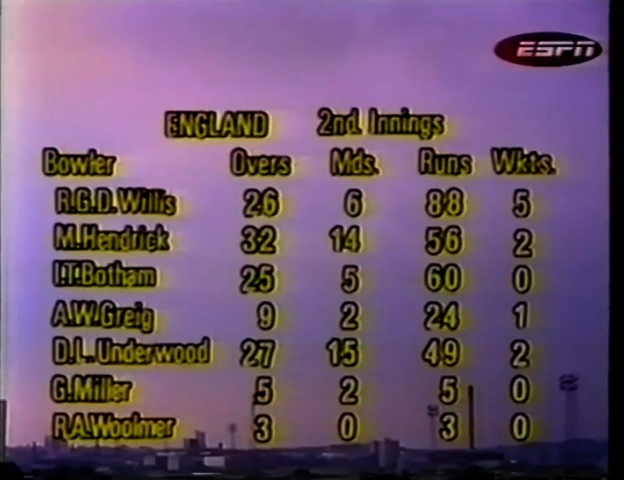 ESPN
ENGLAND 2nd. Innings
Bowler Overs Mds. Runs Wkts.
R.G.D. Willis 26 6 88 5
M.Hendrick 32 14 56 2
I.T.Botham 25 5 60 0
A.W.Greig 9 2 24 1
D.L.Underwood 27 15 49 2
G.Miller 5 2 5 0
R.A.Woolmer 3 0 3 0